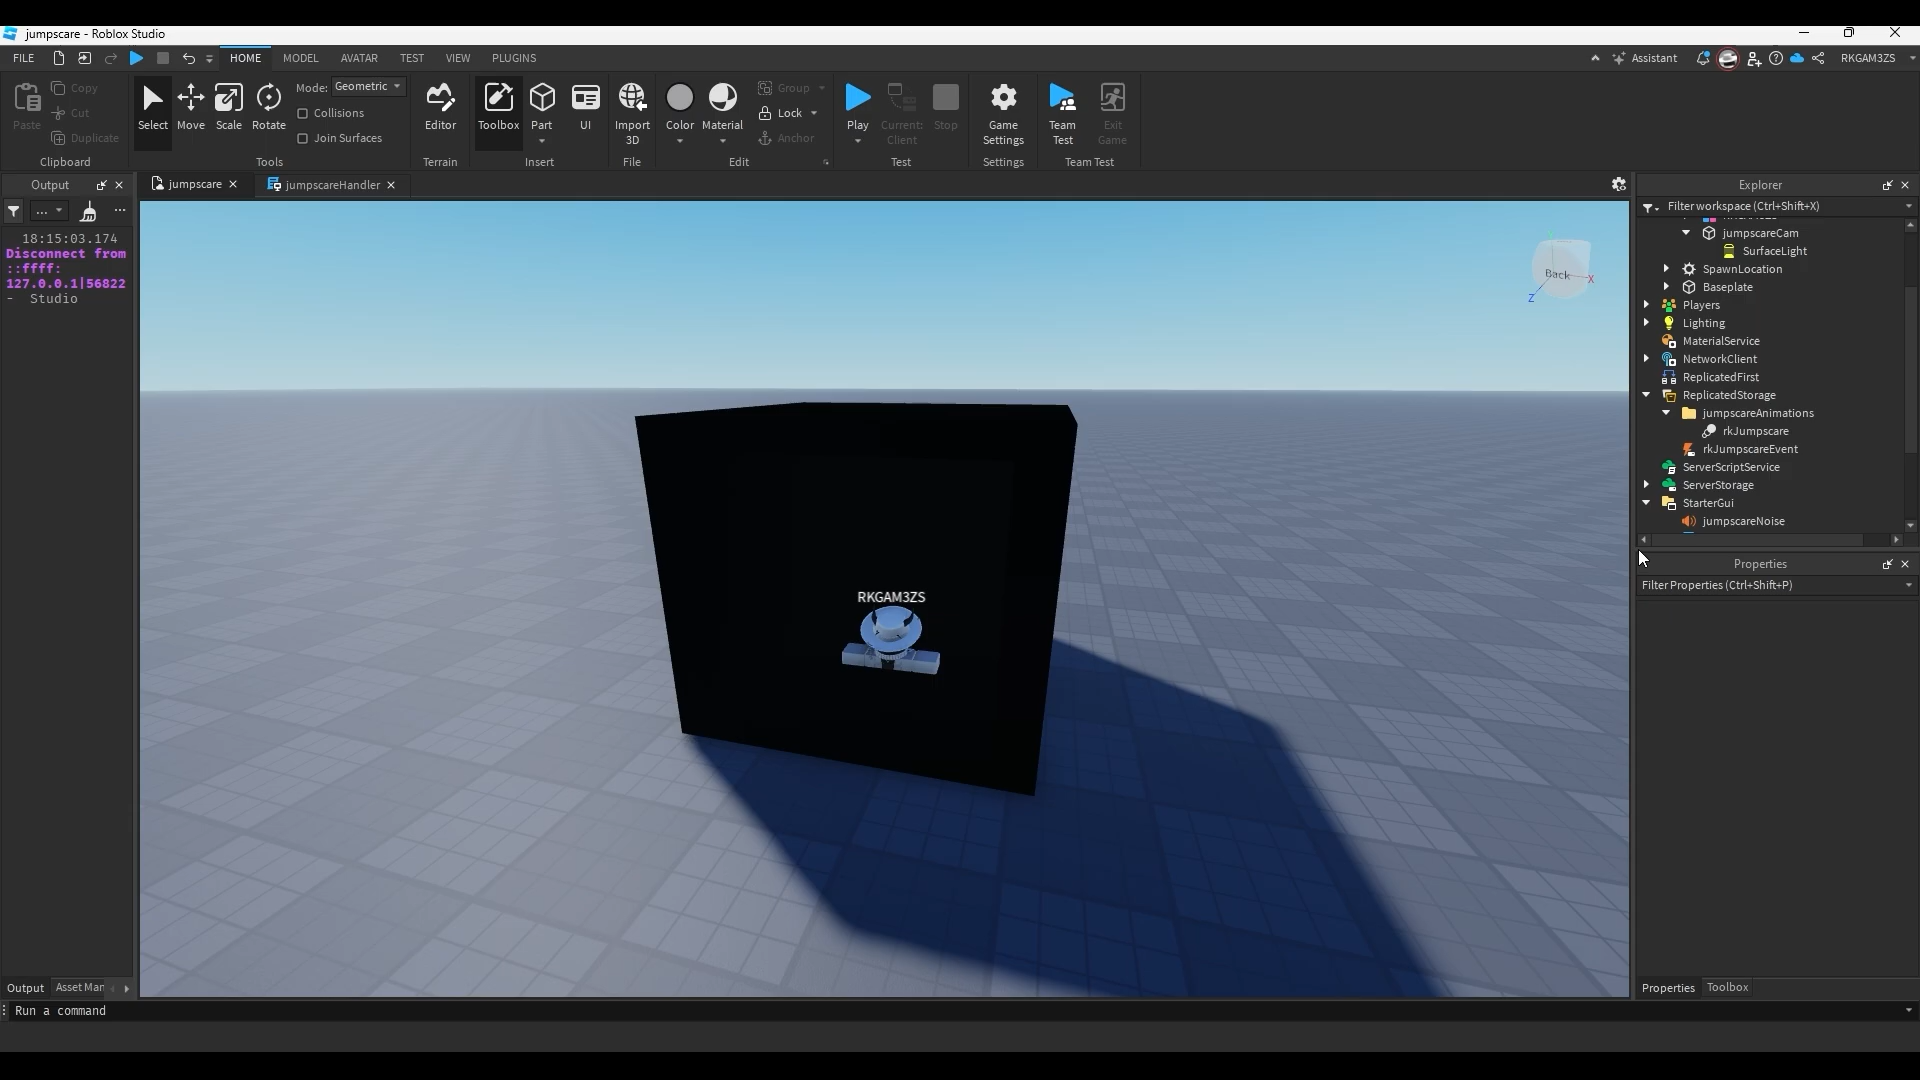 jumpscare - Roblox Studio
FILE HOME MODEL AVATAR TEST VIEW PLUGINS Assistant RKGAM3ZS
Paste
Copy
Cut
Duplicate
Clipboard
Select Move Scale Rotate
Mode: Geometric
Collisions
Join Surfaces
Tools
Editor
Terrain
Toolbox Part UI
Insert
Import
3D
File
Color Material
Group
Lock
Anchor
Edit
Play
Current:
Client
Stop
Test
Game
Settings
Settings
Team
Test
Exit
Game
Team Test
Output
...
18:15:03.174
Disconnect from
::ffff:
127.0.0.1|56822
- Studio
Output Asset Man
jumpscare jumpscareHandler
RKGAM3ZS
Back
X
Z
Explorer
Filter workspace (Ctrl+Shift+X)
jumpscareCam
SurfaceLight
SpawnLocation
Baseplate
Players
Lighting
MaterialService
NetworkClient
ReplicatedFirst
ReplicatedStorage
jumpscareAnimations
rkJumpscare
rkJumpscareEvent
ServerScriptService
ServerStorage
StarterGui
jumpscareNoise
Properties
Filter Properties (Ctrl+Shift+P)
Properties Toolbox
Run a command